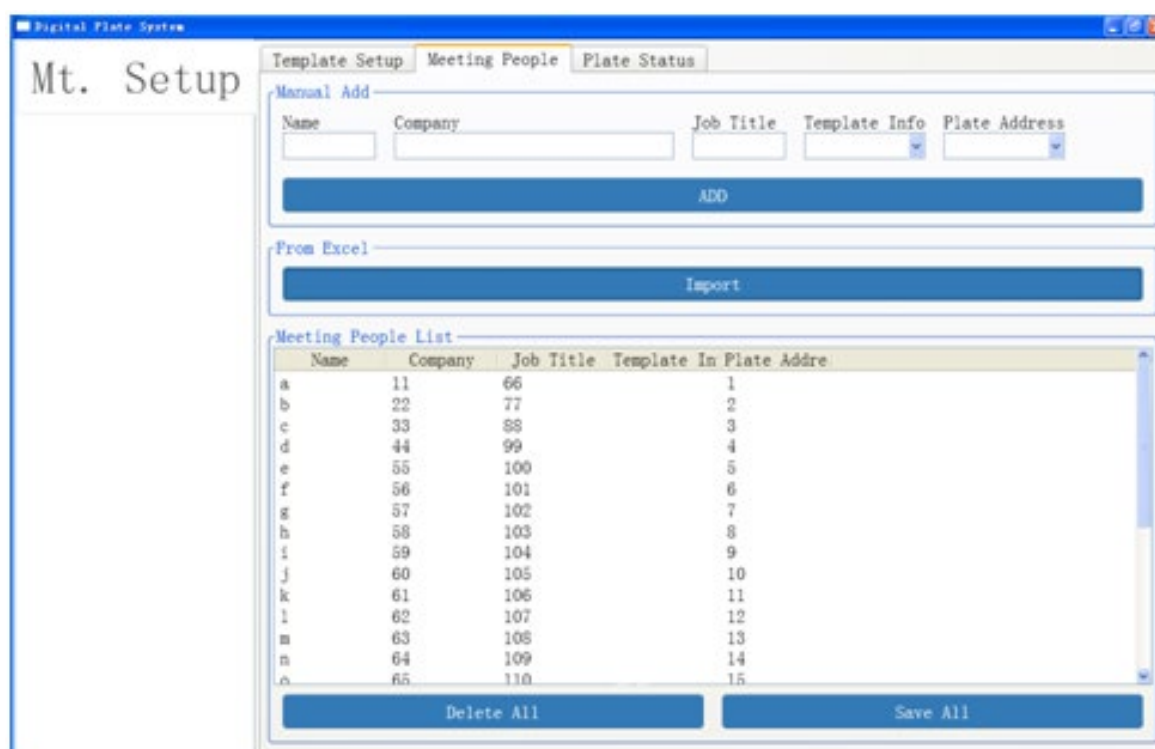 Digital Plate System
Mt. Setup
Template Setup Meeting People Plate Status
Manual Add
Name Company Job Title Template Info Plate Address
ADD
From Excel
Import
Meeting People List
Name Company Job Title Template In Plate Addre
a 11 66 1
b 22 77 2
c 33 88 3
d 44 99 4
e 55 100 5
f 56 101 6
g 57 102 7
h 58 103 8
i 59 104 9
j 60 105 10
k 61 106 11
l 62 107 12
m 63 108 13
n 64 109 14
o 65 110 15
Delete All Save All